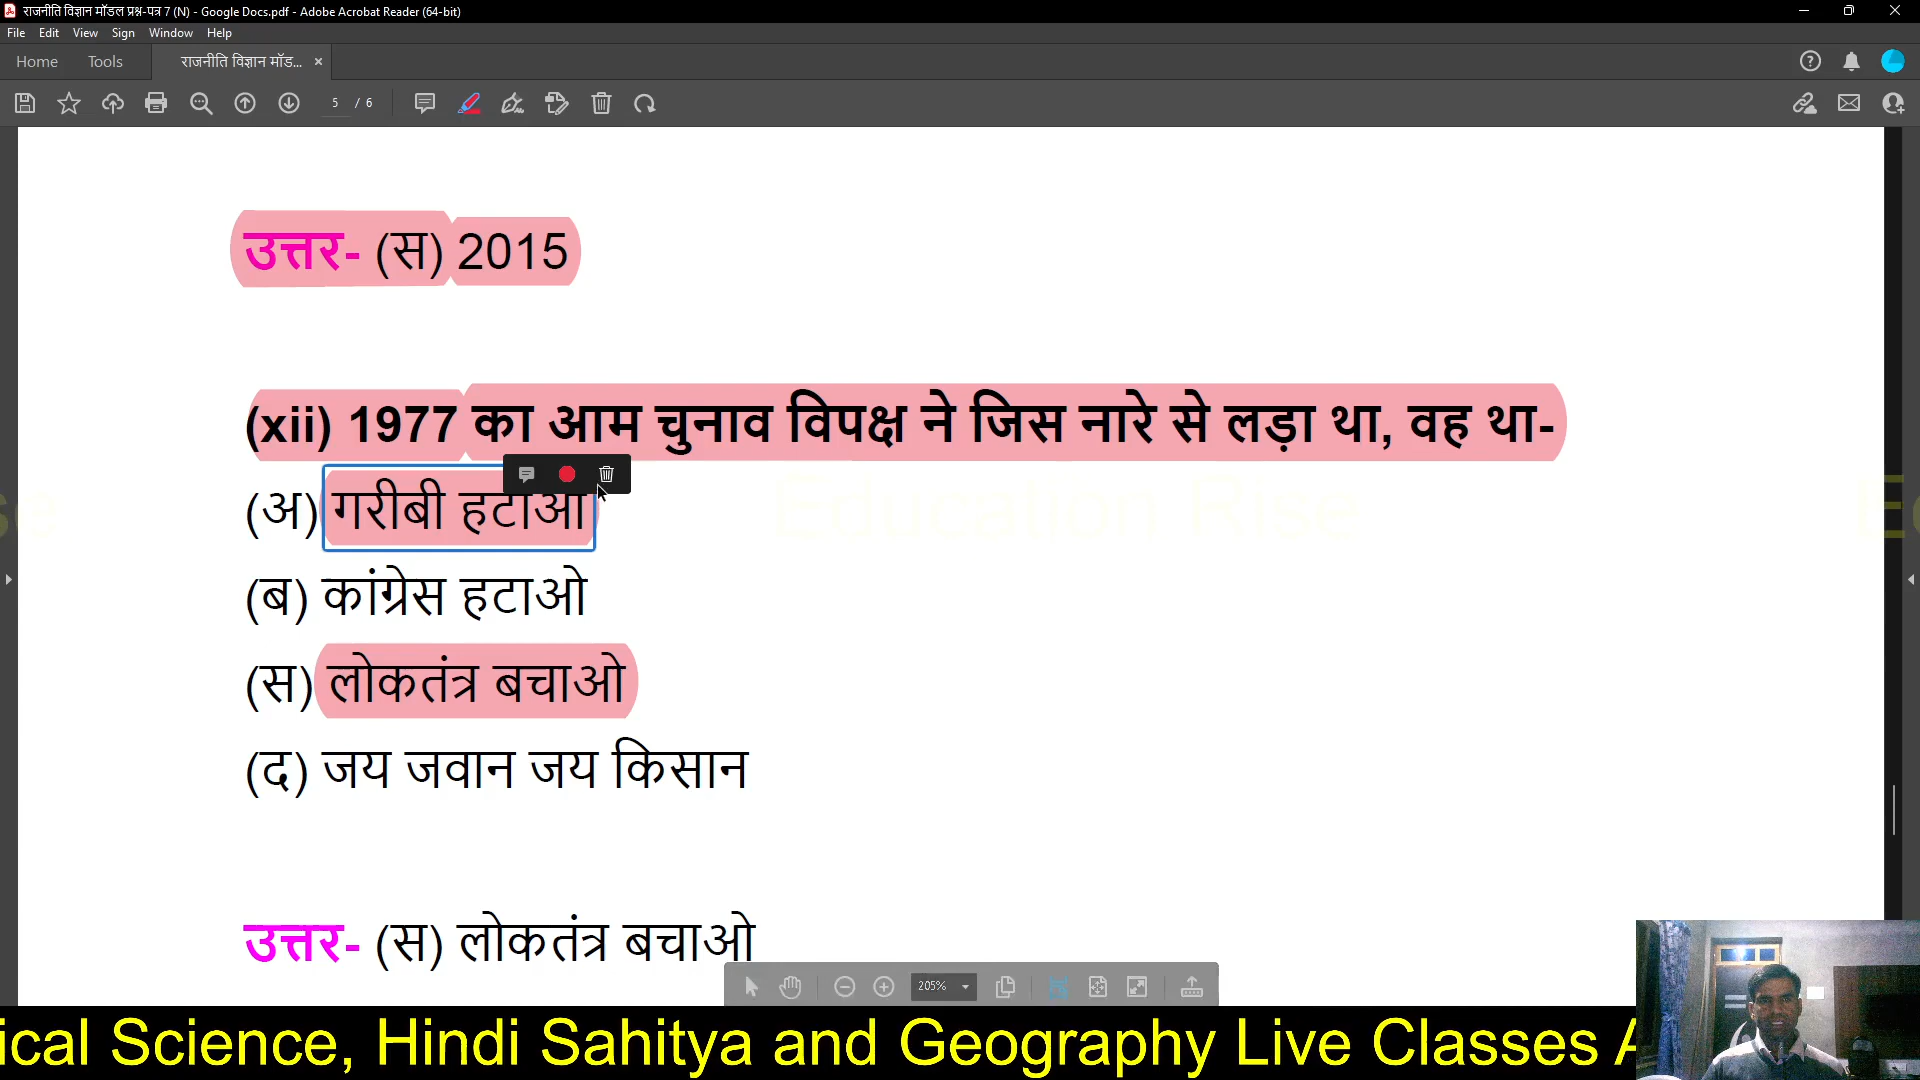 राजनीति विज्ञान मॉडल प्रश्न-पत्र 7 (N) - Google Docs.pdf - Adobe Acrobat Reader (64-bit)
File Edit View Sign Window Help
Home Tools राजनीति विज्ञान मॉड...
5 / 6
उत्तर- (स) 2015
(xii) 1977 का आम चुनाव विपक्ष ने जिस नारे से लड़ा था, वह था-
(अ) गरीबी हटाओ
(ब) कांग्रेस हटाओ
Education Rise
(स) लोकतंत्र बचाओ
(द) जय जवान जय किसान
उत्तर- (स) लोकतंत्र बचाओ
205%
ical Science, Hindi Sahitya and Geography Live Classes A